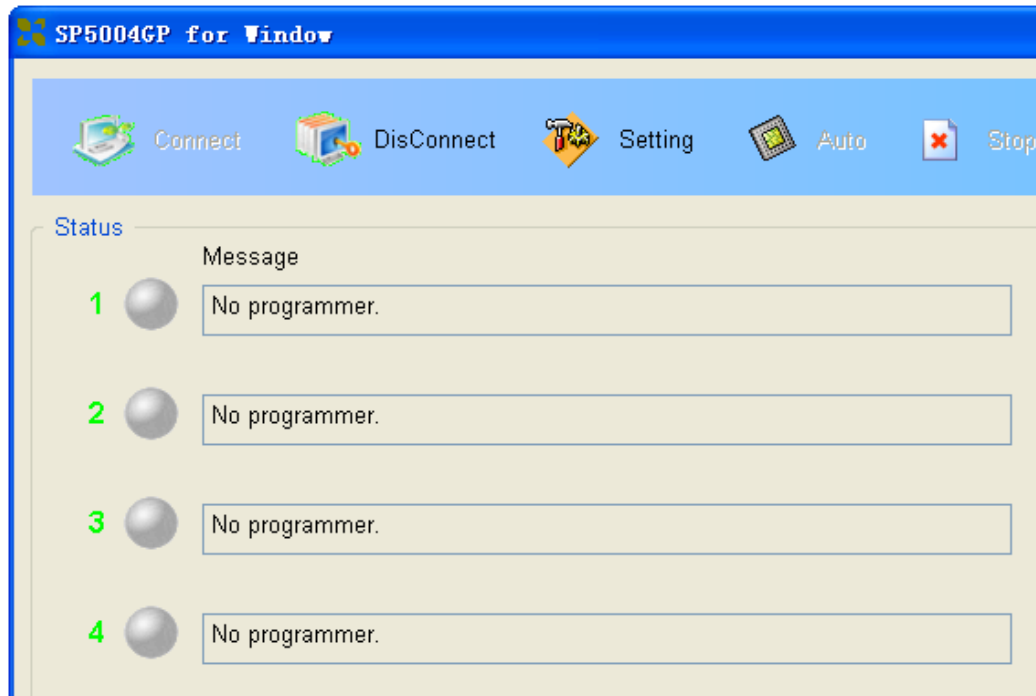 SP5004GP for Window
Connect DisConnect Setting Auto Stop
Status
Message
1 No programmer.
2 No programmer.
3 No programmer.
4 No programmer.